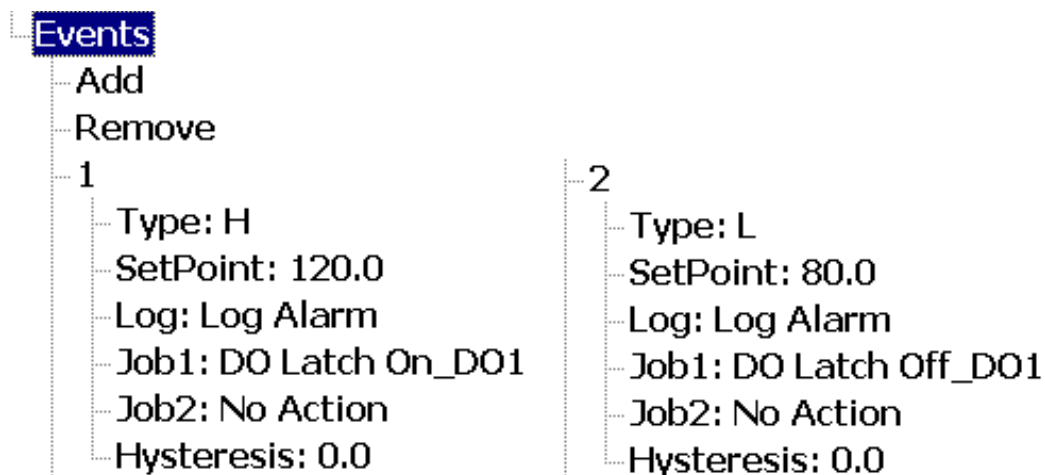 Events
Add
Remove
1
Type: H
SetPoint: 120.0
Log: Log Alarm
Job1: DO Latch On_DO1
Job2: No Action
Hysteresis: 0.0
2
Type: L
SetPoint: 80.0
Log: Log Alarm
Job1: DO Latch Off_DO1
Job2: No Action
Hysteresis: 0.0